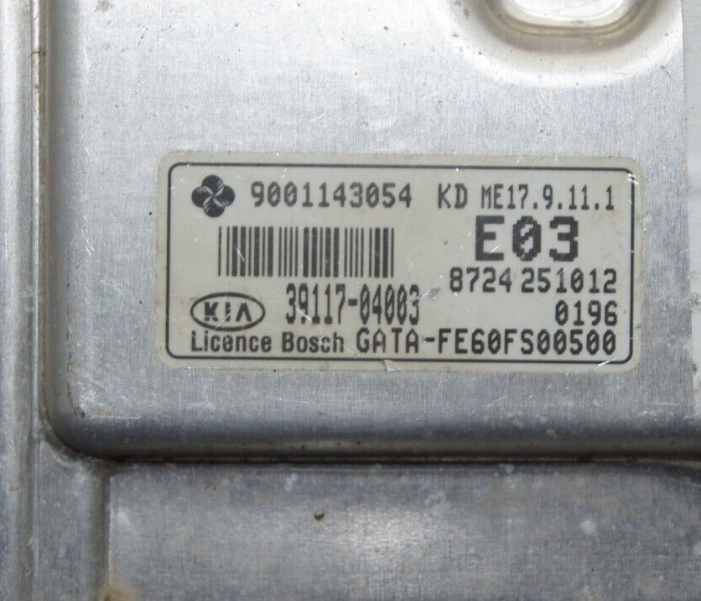 9001143054 KD ME17.9.11.1
E03
8724 251012
KIA 39117-04003 0196
Licence Bosch GATA-FE60FS00500